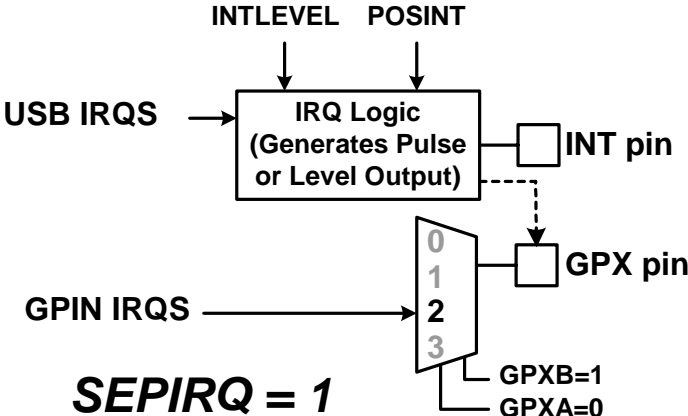 INTLEVEL POSINT
USB IRQS
IRQ Logic
(Generates Pulse
or Level Output)
INT pin
0
1
2
3
GPX pin
GPIN IRQS
GPXB=1
GPXA=0
SEPIRQ = 1